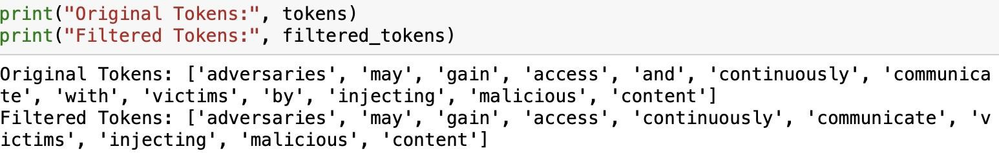 print("Original Tokens:", tokens)
print("Filtered Tokens:", filtered_tokens)
Original Tokens: ['adversaries', 'may', 'gain', 'access', 'and', 'continuously', 'communica
te', 'with', 'victims', 'by', 'injecting', 'malicious', 'content']
Filtered Tokens: ['adversaries', 'may', 'gain', 'access', 'continuously', 'communicate', 'v
ictims', 'injecting', 'malicious', 'content']